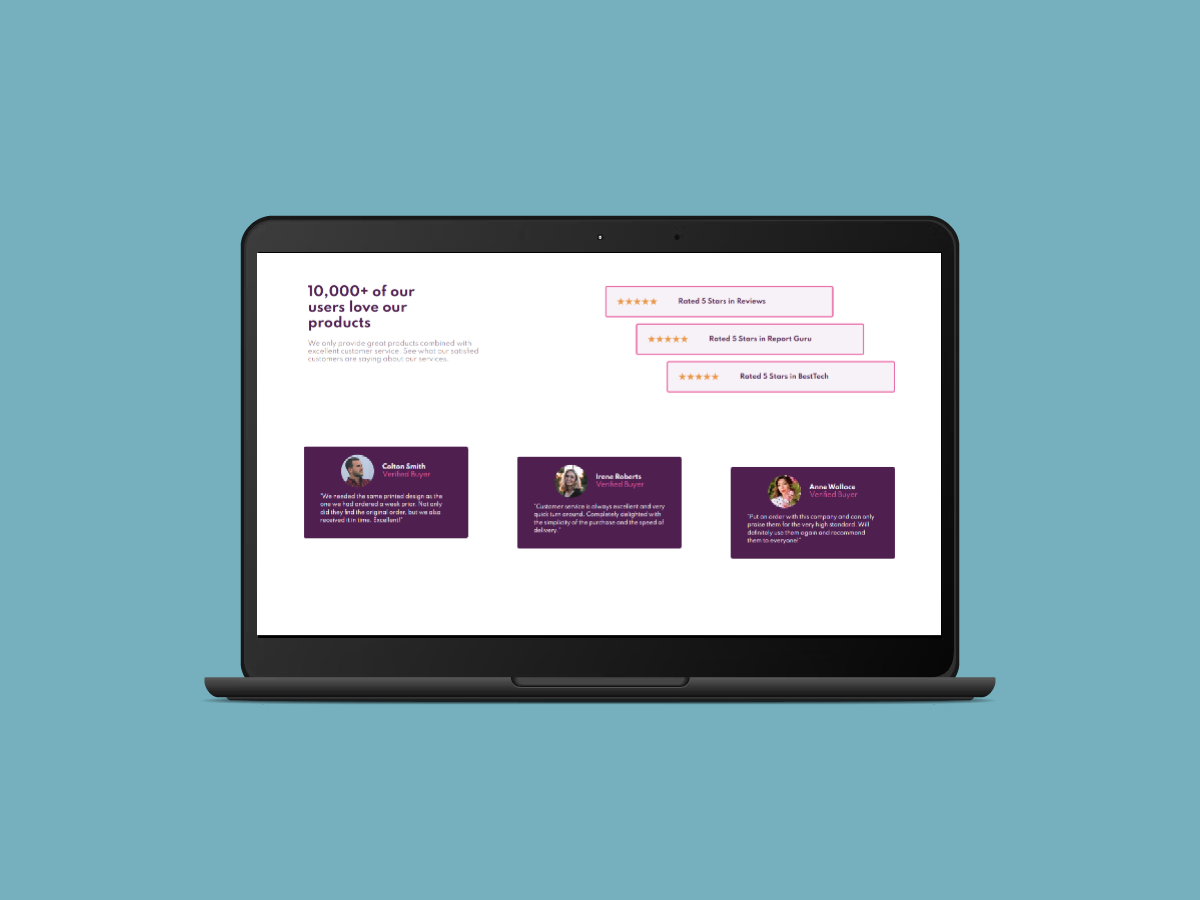 10,000+ of our
users love our
products
We only provide great products combined with
excellent customer service. See what our satisfied
customers are saying about our services.
Rated 5 Stars in Reviews
Rated 5 Stars in Report Guru
Rated 5 Stars in BestTech
Colton Smith
Verified Buyer
"We needed the same printed design as the
one we had ordered a week prior. Not only
did they find the original order, but we also
received it in time. Excellent!"
Irene Roberts
Verified Buyer
"Customer service is always excellent and very
quick turn around. Completely delighted with
the simplicity of the purchase and the speed of
delivery."
Anne Wallace
Verified Buyer
"Put an order with this company and can only
praise them for the very high standard. Will
definitely use them again and recommend
them to everyone!"